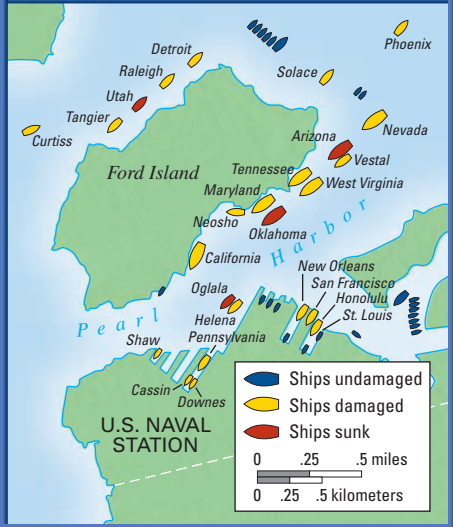 Detroit
Phoenix
Raleigh
Solace
Utah
Tangier
Curtiss
Arizona
Nevada
Vestal
Ford Island
Tennessee
West Virginia
Maryland
Neosho
Oklahoma
California
Pearl Harbor
New Orleans
San Francisco
Honolulu
St. Louis
Oglala
Helena
Pennsylvania
Shaw
Cassin
Downes
U.S. NAVAL
STATION
Ships undamaged
Ships damaged
Ships sunk
0 .25 .5 miles
0 .25 .5 kilometers